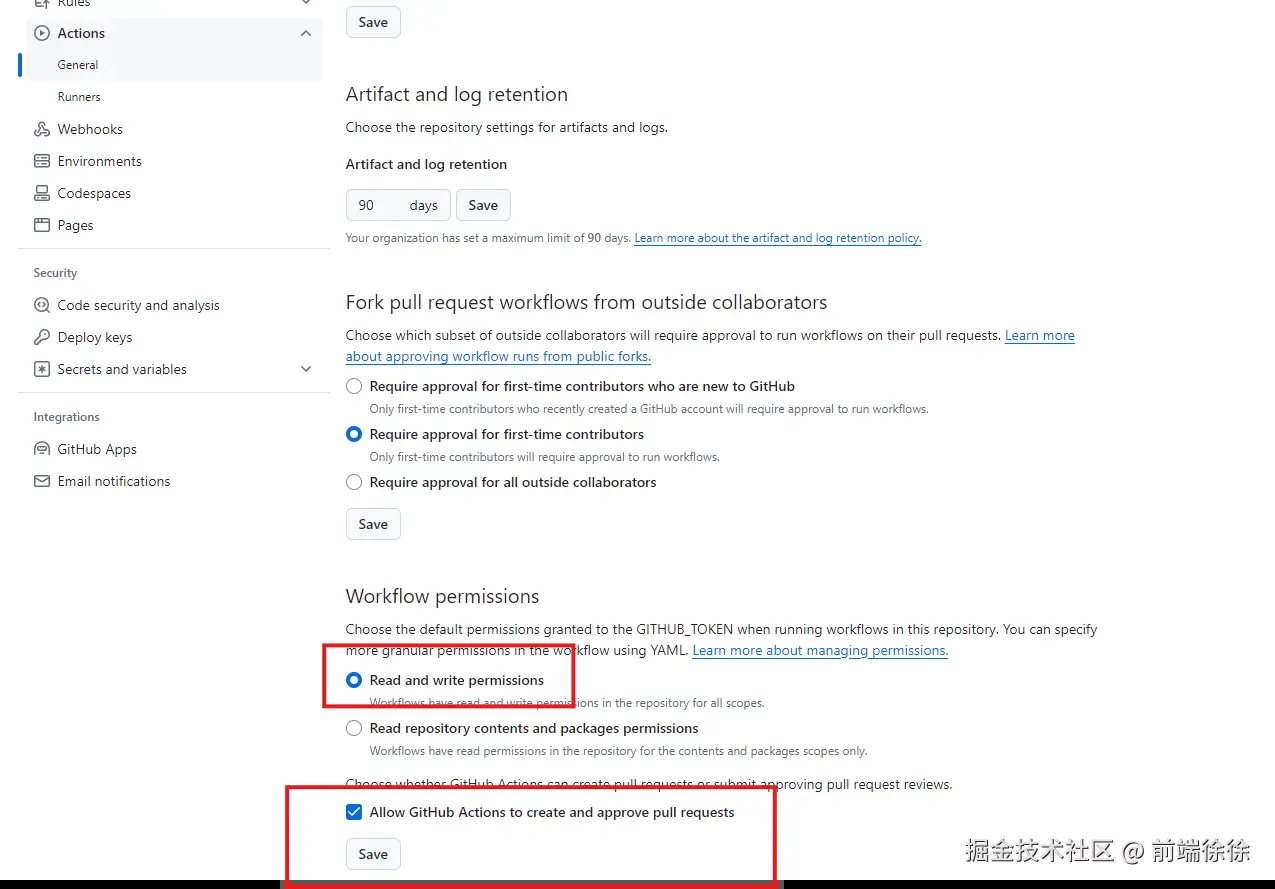 Rules
Actions
General
Runners
Webhooks
Environments
Codespaces
Pages
Security
Code security and analysis
Deploy keys
Secrets and variables
Integrations
GitHub Apps
Email notifications
Save
Artifact and log retention
Choose the repository settings for artifacts and logs.
Artifact and log retention
90 days Save
Your organization has set a maximum limit of 90 days. Learn more about the artifact and log retention policy.
Fork pull request workflows from outside collaborators
Choose which subset of outside collaborators will require approval to run workflows on their pull requests. Learn more
about approving workflow runs from public forks.
Require approval for first-time contributors who are new to GitHub
Only first-time contributors who recently created a GitHub account will require approval to run workflows.
Require approval for first-time contributors
Only first-time contributors will require approval to run workflows.
Require approval for all outside collaborators
Save
Workflow permissions
Choose the default permissions granted to the GITHUB_TOKEN when running workflows in this repository. You can specify
more granular permissions in the workflow using YAML. Learn more about managing permissions.
Read and write permissions
Workflows have read and write permissions in the repository for all scopes.
Read repository contents and packages permissions
Workflows have read permissions in the repository for the contents and packages scopes only.
Choose whether GitHub Actions can create pull requests or submit approving pull request reviews.
Allow GitHub Actions to create and approve pull requests
Save
掘金技术社区 @ 前端徐徐